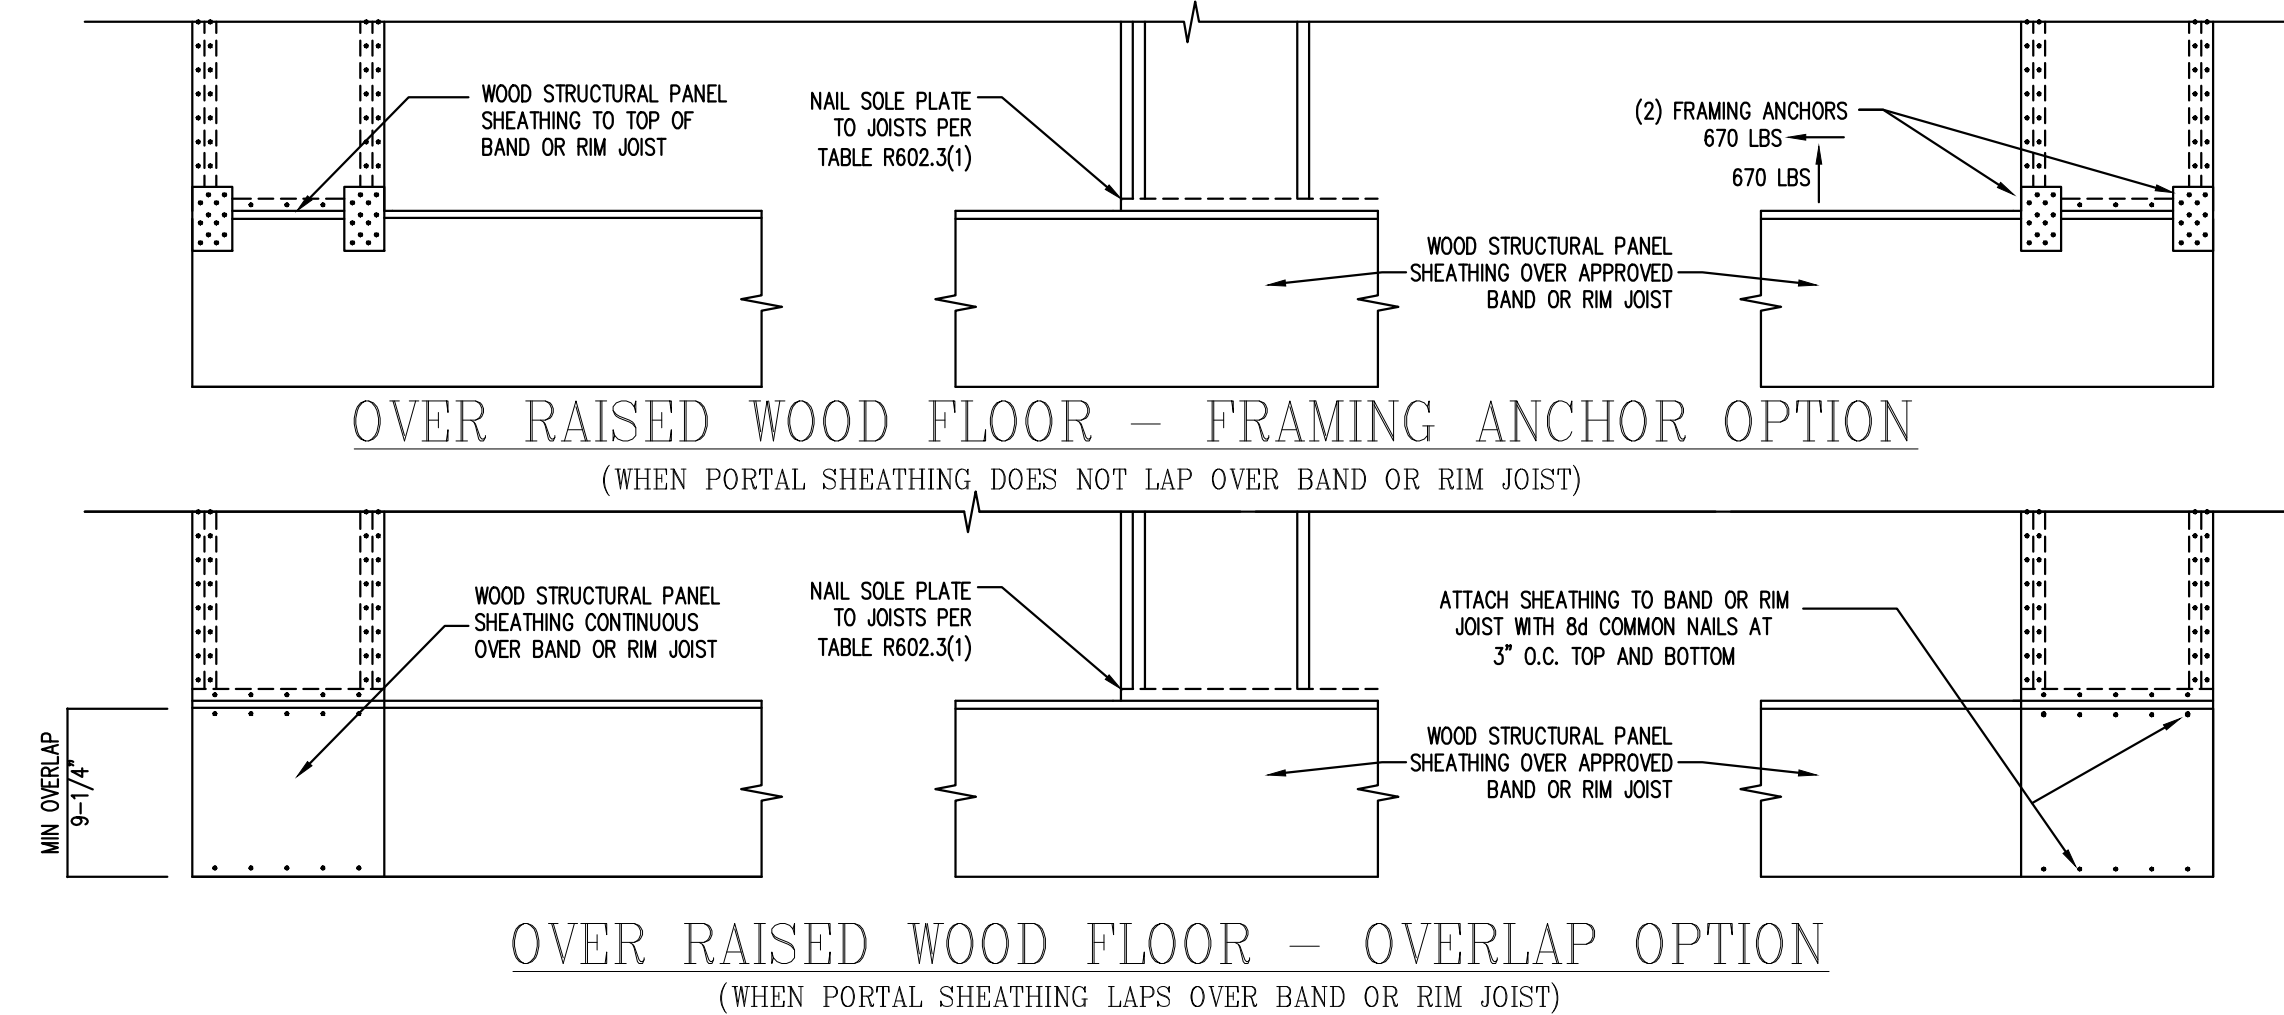 WOOD STRUCTURAL PANEL
SHEATHING TO TOP OF
BAND OR RIM JOIST
NAIL SOLE PLATE
TO JOISTS PER
TABLE R602.3(1)
(2) FRAMING ANCHORS
670 LBS
670 LBS
WOOD STRUCTURAL PANEL
SHEATHING OVER APPROVED
BAND OR RIM JOIST
OVER RAISED WOOD FLOOR – FRAMING ANCHOR OPTION
(WHEN PORTAL SHEATHING DOES NOT LAP OVER BAND OR RIM JOIST)
WOOD STRUCTURAL PANEL
SHEATHING CONTINUOUS
OVER BAND OR RIM JOIST
NAIL SOLE PLATE
TO JOISTS PER
TABLE R602.3(1)
ATTACH SHEATHING TO BAND OR RIM
JOIST WITH 8d COMMON NAILS AT
3" O.C. TOP AND BOTTOM
MIN OVERLAP
9-1/4"
WOOD STRUCTURAL PANEL
SHEATHING OVER APPROVED
BAND OR RIM JOIST
OVER RAISED WOOD FLOOR – OVERLAP OPTION
(WHEN PORTAL SHEATHING LAPS OVER BAND OR RIM JOIST)